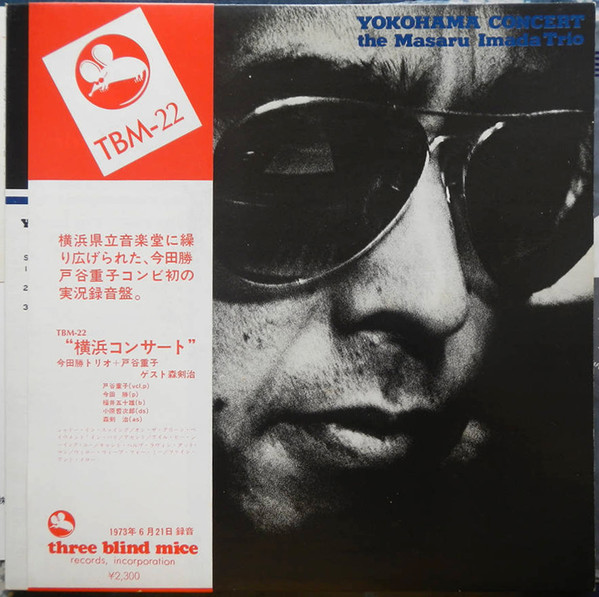 YOKOHAMA CONCERT
the Masaru Imada Trio
TBM-22
横浜県立音楽堂に繰
り広げられた、今田勝
戸谷重子コンビ初の
実況録音盤。
TBM-22
“横浜コンサート”
今田勝トリオ+戸谷重子
ゲスト森剣治
戸谷重子(vcl,p)
今田 勝(p)
福井五十雄(b)
小原哲次郎(ds)
森剣 治(as)
1973年6月21日 録音
three blind mice
records, incorporation
¥2,300